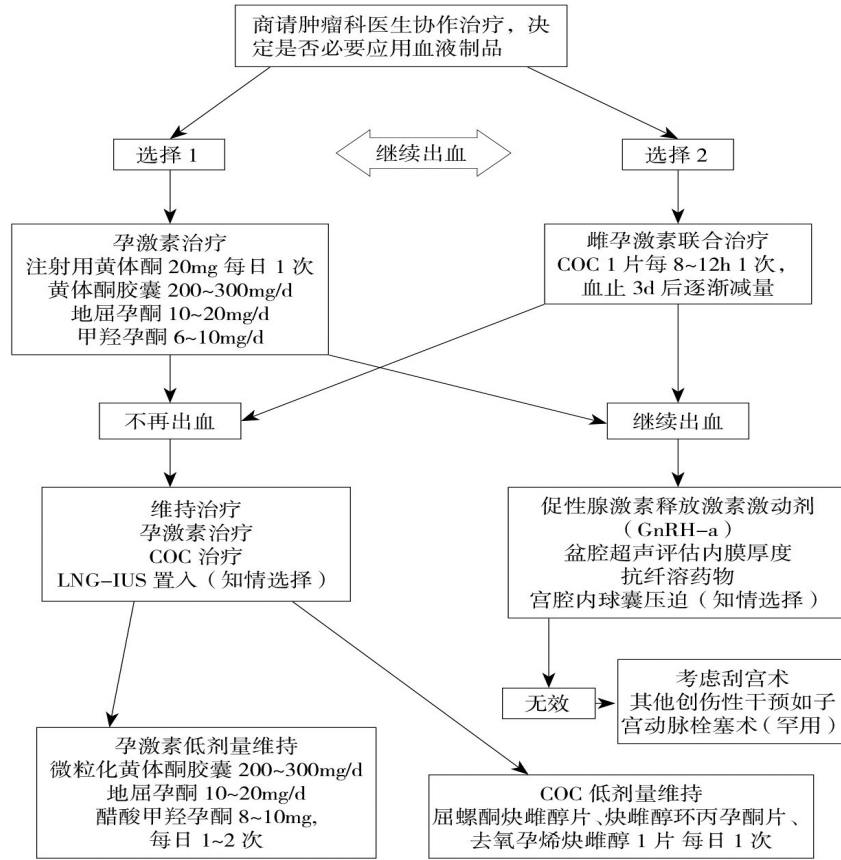 商请肿瘤科医生协作治疗，决
定是否必要应用血液制品
选择 1
继续出血
选择 2
孕激素治疗
注射用黄体酮 20mg 每日 1 次
黄体酮胶囊 200~300mg/d
地屈孕酮 10~20mg/d
甲羟孕酮 6~10mg/d
雌孕激素联合治疗
COC 1 片每 8~12h 1 次，
血止 3d 后逐渐减量
不再出血
继续出血
维持治疗
孕激素治疗
COC 治疗
LNG-IUS 置入（知情选择）
促性腺激素释放激素激动剂
（GnRH-a）
盆腔超声评估内膜厚度
抗纤溶药物
宫腔内球囊压迫（知情选择）
无效
考虑刮宫术
其他创伤性干预如子
宫动脉栓塞术（罕用）
孕激素低剂量维持
微粒化黄体酮胶囊 200~300mg/d
地屈孕酮 10~20mg/d
醋酸甲羟孕酮 8~10mg，
每日 1~2 次
COC 低剂量维持
屈螺酮炔雌醇片、炔雌醇环丙孕酮片、
去氧孕烯炔雌醇 1 片 每日 1 次